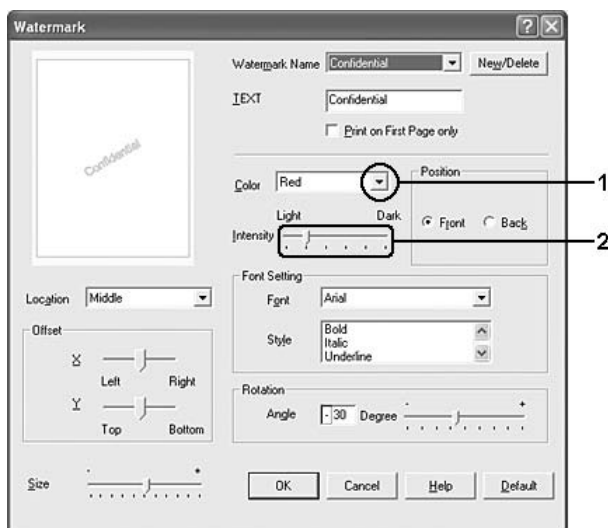 Watermark
Watermark Name Confidential New/Delete
TEXT Confidential
Print on First Page only
Confidential
Color Red
Position
1
Light Dark
Front Back
Intensity
2
Font Setting
Location Middle
Font Arial
Offset
Style
Bold
Italic
Underline
X
Left Right
Y
Top Bottom
Rotation
- +
Angle -30 Degree
Size
- +
OK Cancel Help Default